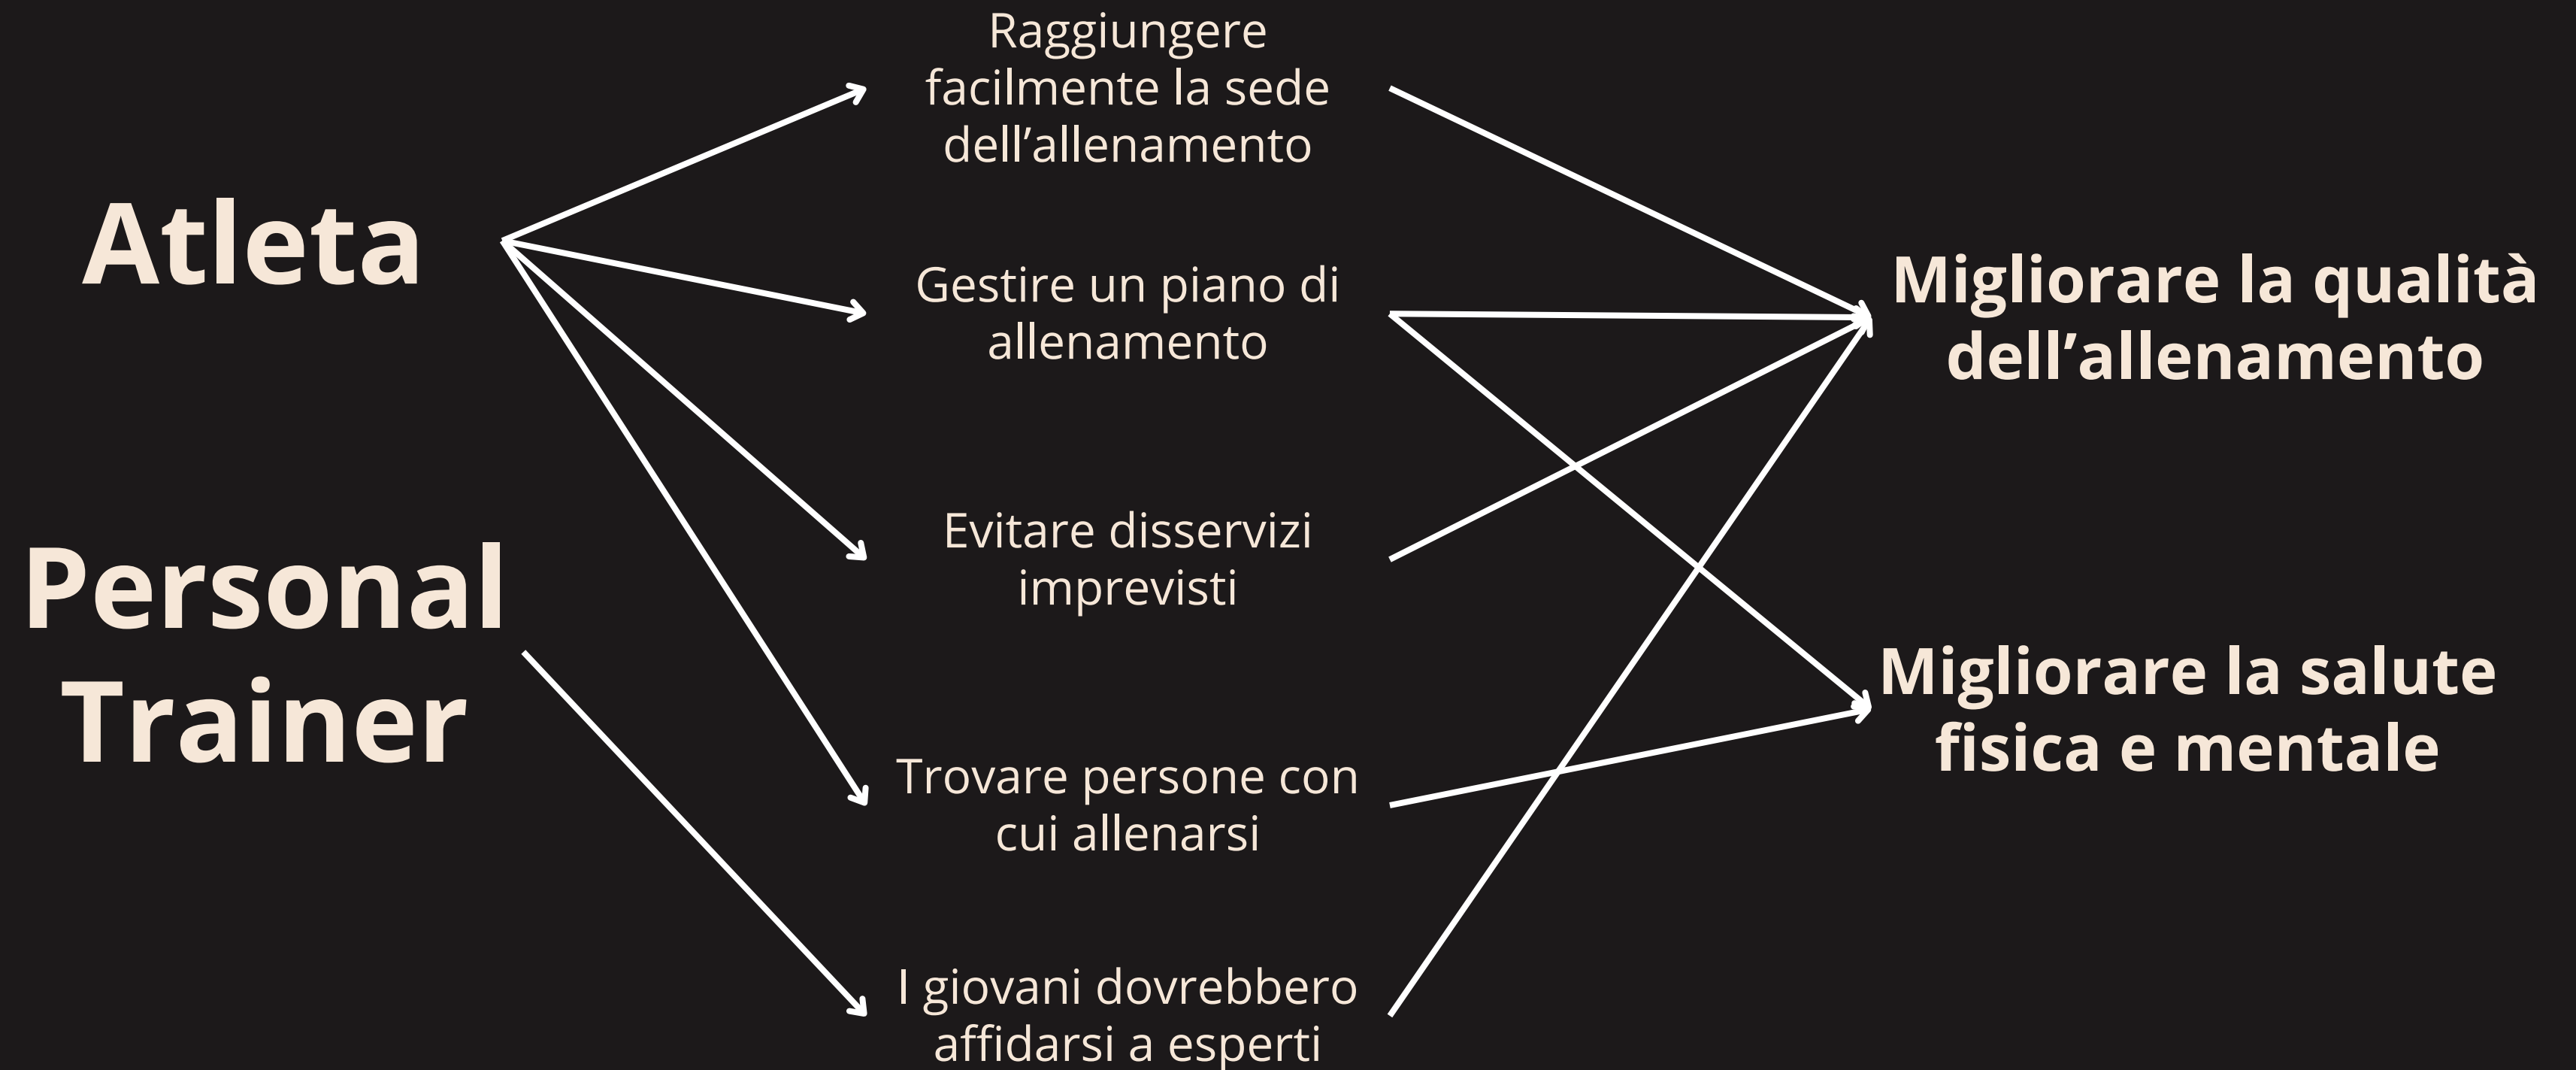 Atleta
Personal
Trainer
Raggiungere
facilmente la sede
dell’allenamento
Gestire un piano di
allenamento
Evitare disservizi
imprevisti
Trovare persone con
cui allenarsi
I giovani dovrebbero
affidarsi a esperti
Migliorare la qualità
dell’allenamento
Migliorare la salute
fisica e mentale